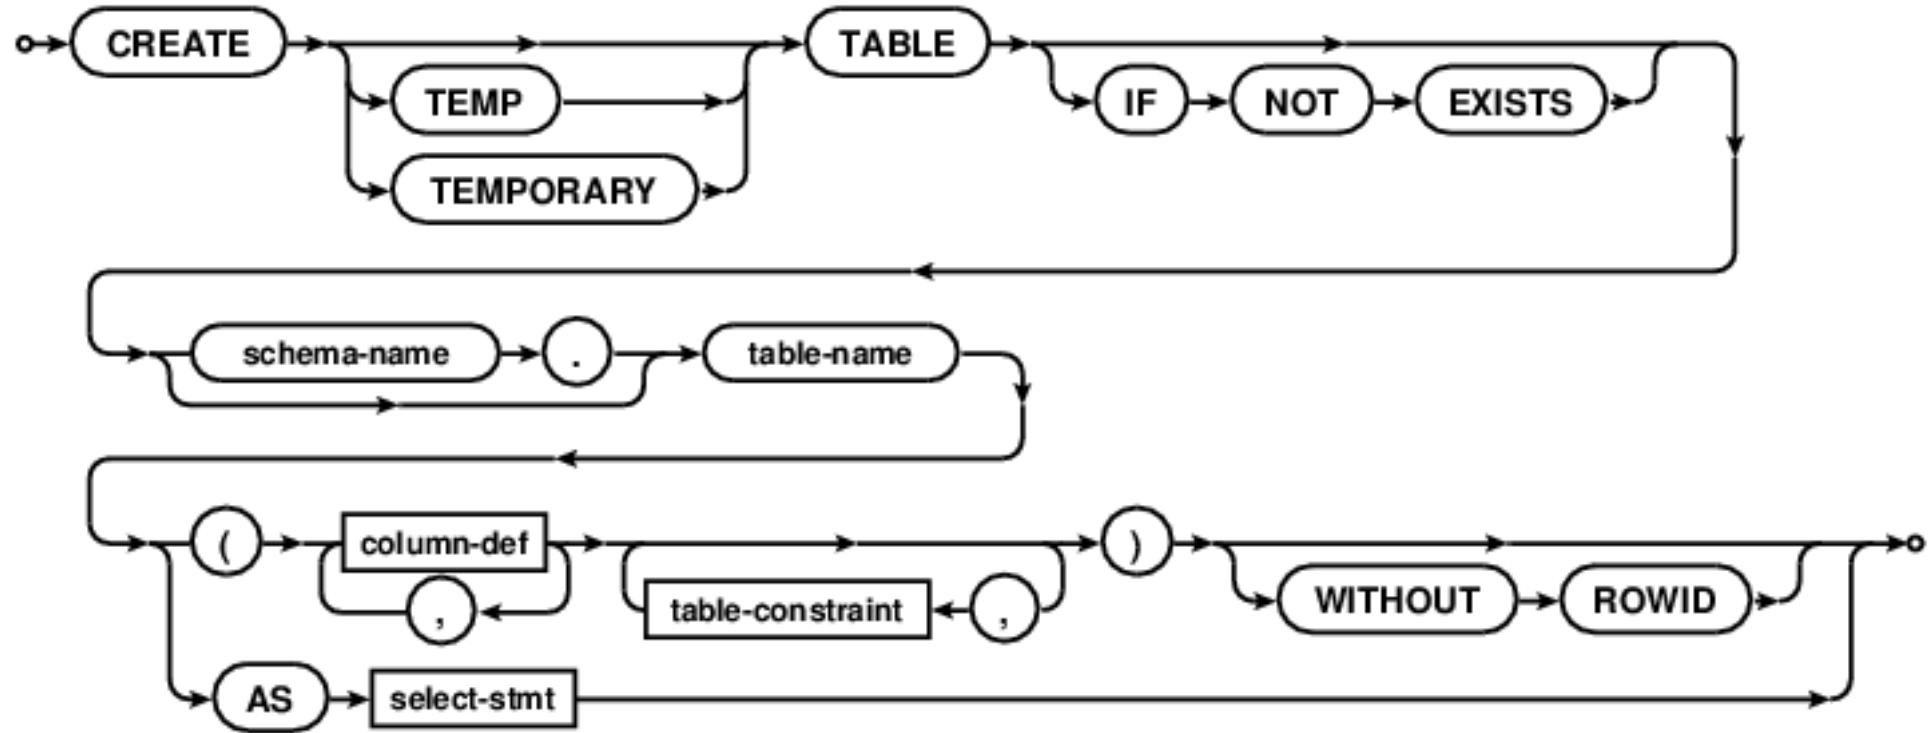 CREATE TABLE
TEMP IF NOT EXISTS
TEMPORARY
schema-name . table-name
( column-def )
, table-constraint , WITHOUT ROWID
AS select-stmt